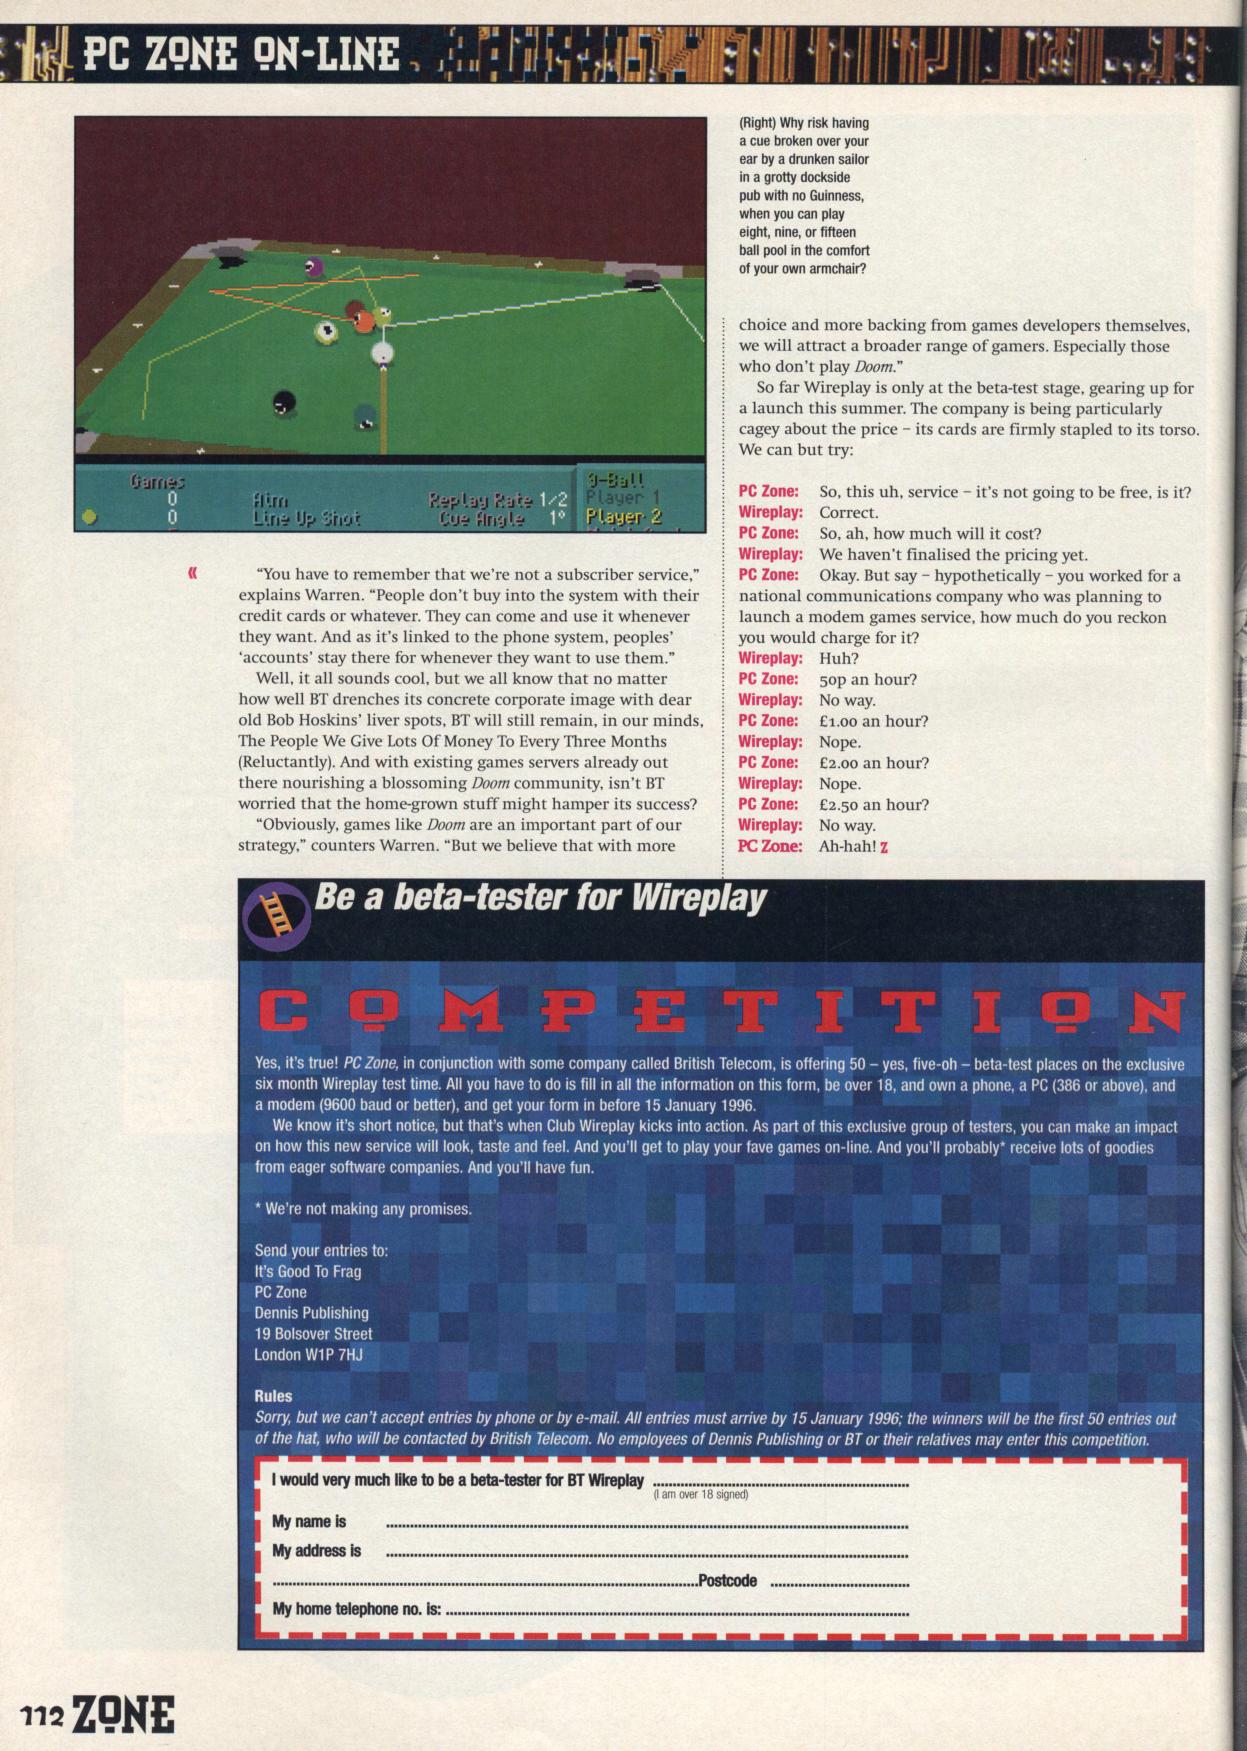 PC ZONE ON-LINE
Games
0
0
Aim
Line Up Shot
Replay Rate 1/2
Cue Angle 1°
9-Ball
Player 1
Player 2
(Right) Why risk having
a cue broken over your
ear by a drunken sailor
in a grotty dockside
pub with no Guinness,
when you can play
eight, nine, or fifteen
ball pool in the comfort
of your own armchair?
« “You have to remember that we’re not a subscriber service,”
explains Warren. “People don’t buy into the system with their
credit cards or whatever. They can come and use it whenever
they want. And as it’s linked to the phone system, peoples’
‘accounts’ stay there for whenever they want to use them.”
Well, it all sounds cool, but we all know that no matter
how well BT drenches its concrete corporate image with dear
old Bob Hoskins’ liver spots, BT will still remain, in our minds,
The People We Give Lots Of Money To Every Three Months
(Reluctantly). And with existing games servers already out
there nourishing a blossoming Doom community, isn’t BT
worried that the home-grown stuff might hamper its success?
“Obviously, games like Doom are an important part of our
strategy,” counters Warren. “But we believe that with more
choice and more backing from games developers themselves,
we will attract a broader range of gamers. Especially those
who don’t play Doom.”
So far Wireplay is only at the beta-test stage, gearing up for
a launch this summer. The company is being particularly
cagey about the price – its cards are firmly stapled to its torso.
We can but try:
PC Zone: So, this uh, service – it’s not going to be free, is it?
Wireplay: Correct.
PC Zone: So, ah, how much will it cost?
Wireplay: We haven’t finalised the pricing yet.
PC Zone: Okay. But say – hypothetically – you worked for a
national communications company who was planning to
launch a modem games service, how much do you reckon
you would charge for it?
Wireplay: Huh?
PC Zone: 50p an hour?
Wireplay: No way.
PC Zone: £1.00 an hour?
Wireplay: Nope.
PC Zone: £2.00 an hour?
Wireplay: Nope.
PC Zone: £2.50 an hour?
Wireplay: No way.
PC Zone: Ah-hah! Z
Be a beta-tester for Wireplay
COMPETITION
Yes, it’s true! PC Zone, in conjunction with some company called British Telecom, is offering 50 – yes, five-oh – beta-test places on the exclusive
six month Wireplay test time. All you have to do is fill in all the information on this form, be over 18, and own a phone, a PC (386 or above), and
a modem (9600 baud or better), and get your form in before 15 January 1996.
We know it’s short notice, but that’s when Club Wireplay kicks into action. As part of this exclusive group of testers, you can make an impact
on how this new service will look, taste and feel. And you’ll get to play your fave games on-line. And you’ll probably* receive lots of goodies
from eager software companies. And you’ll have fun.
* We’re not making any promises.
Send your entries to:
It’s Good To Frag
PC Zone
Dennis Publishing
19 Bolsover Street
London W1P 7HJ
Rules
Sorry, but we can’t accept entries by phone or by e-mail. All entries must arrive by 15 January 1996; the winners will be the first 50 entries out
of the hat, who will be contacted by British Telecom. No employees of Dennis Publishing or BT or their relatives may enter this competition.
I would very much like to be a beta-tester for BT Wireplay
(I am over 18 signed)
My name is
My address is
Postcode
My home telephone no. is:
112 ZONE